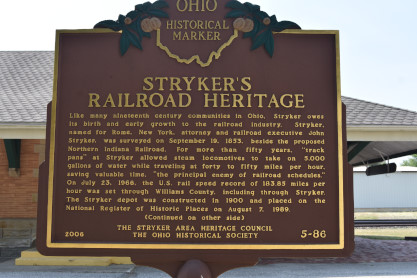 OHIO
HISTORICAL
MARKER
STRYKER'S
RAILROAD HERITAGE
Like many nineteenth century communities in Ohio, Stryker owes
its birth and early growth to the railroad industry. Stryker,
named for Rome, New York, attorney and railroad executive John
Stryker, was surveyed on September 19, 1853, beside the proposed
Northern Indiana Railroad. For more than fifty years, "track
pans" at Stryker allowed steam locomotives to take on 5,000
gallons of water while traveling at forty to fifty miles per hour,
saving valuable time, "the principal enemy of railroad schedules."
On July 23, 1966, the U.S. rail speed record of 183.85 miles per
hour was set through Williams County, including through Stryker.
The Stryker depot was constructed in 1900 and placed on the
National Register of Historic Places on August 7, 1989.
(Continued on other side)
THE STRYKER AREA HERITAGE COUNCIL
2006 THE OHIO HISTORICAL SOCIETY 5-86